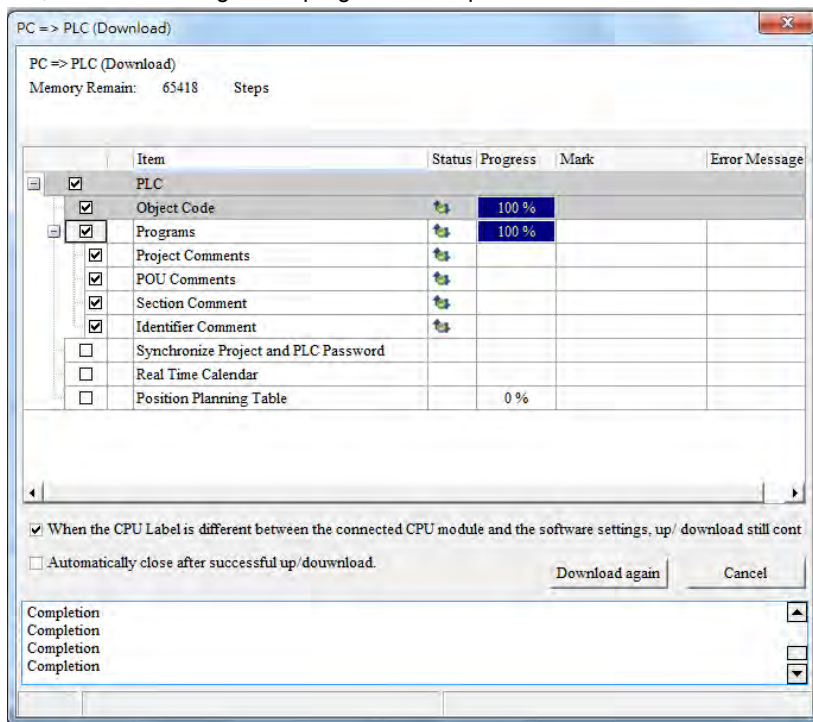 PC = > PLC (Download)
PC => PLC (Download)
Memory Remain: 65418 Steps
Item Status Progress Mark Error Message
PLC
Object Code 100 %
Programs 100 %
Project Comments
POU Comments
Section Comment
Identifier Comment
Synchronize Project and PLC Password
Real Time Calendar
Position Planning Table 0 %
When the CPU Label is different between the connected CPU module and the software settings, up/ download still cont
Automatically close after successful up/douwnload.
Download again Cancel
Completion
Completion
Completion
Completion